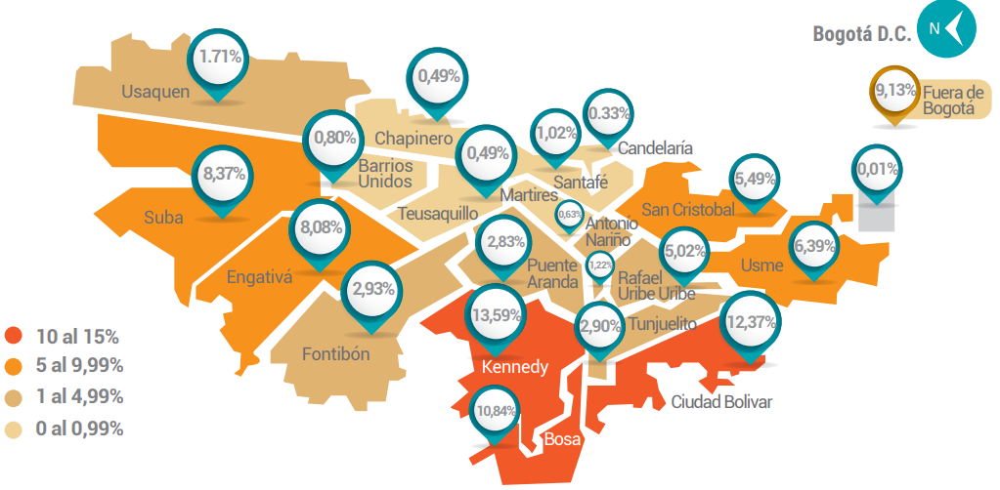 Bogotá D.C.
N
1.71%
Usaquen
0,49%
Chapinero
9,13%
Fuera de
Bogotá
0,80%
Barrios
Unidos
0,49%
Martires
1,02%
Santafé
0.33%
Candelaría
0,01%
8,37%
Suba
Teusaquillo
0,63%
Antonio
Nariño
5,49%
San Cristobal
8,08%
Engativá
2,83%
Puente
Aranda
1,22%
Rafael
Uribe Uribe
5,02%
6,39%
Usme
2,93%
Fontibón
13,59%
Kennedy
2,90%
Tunjuelito
12,37%
Ciudad Bolivar
10,84%
Bosa
10 al 15%
5 al 9,99%
1 al 4,99%
0 al 0,99%